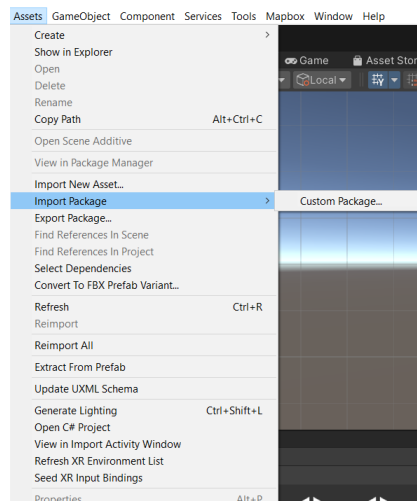 Assets GameObject Component Services Tools Mapbox Window Help
Create
Show in Explorer
Game
Asset Stor
Open
Delete
Local
Rename
Copy Path Alt+Ctrl+C
Open Scene Additive
View in Package Manager
Import New Asset...
Import Package Custom Package...
Export Package...
Find References In Scene
Find References In Project
Select Dependencies
Convert To FBX Prefab Variant...
Refresh Ctrl+R
Reimport
Reimport All
Extract From Prefab
Update UXML Schema
Generate Lighting Ctrl+Shift+L
Open C# Project
View in Import Activity Window
Refresh XR Environment List
Seed XR Input Bindings
Properties... Alt+P